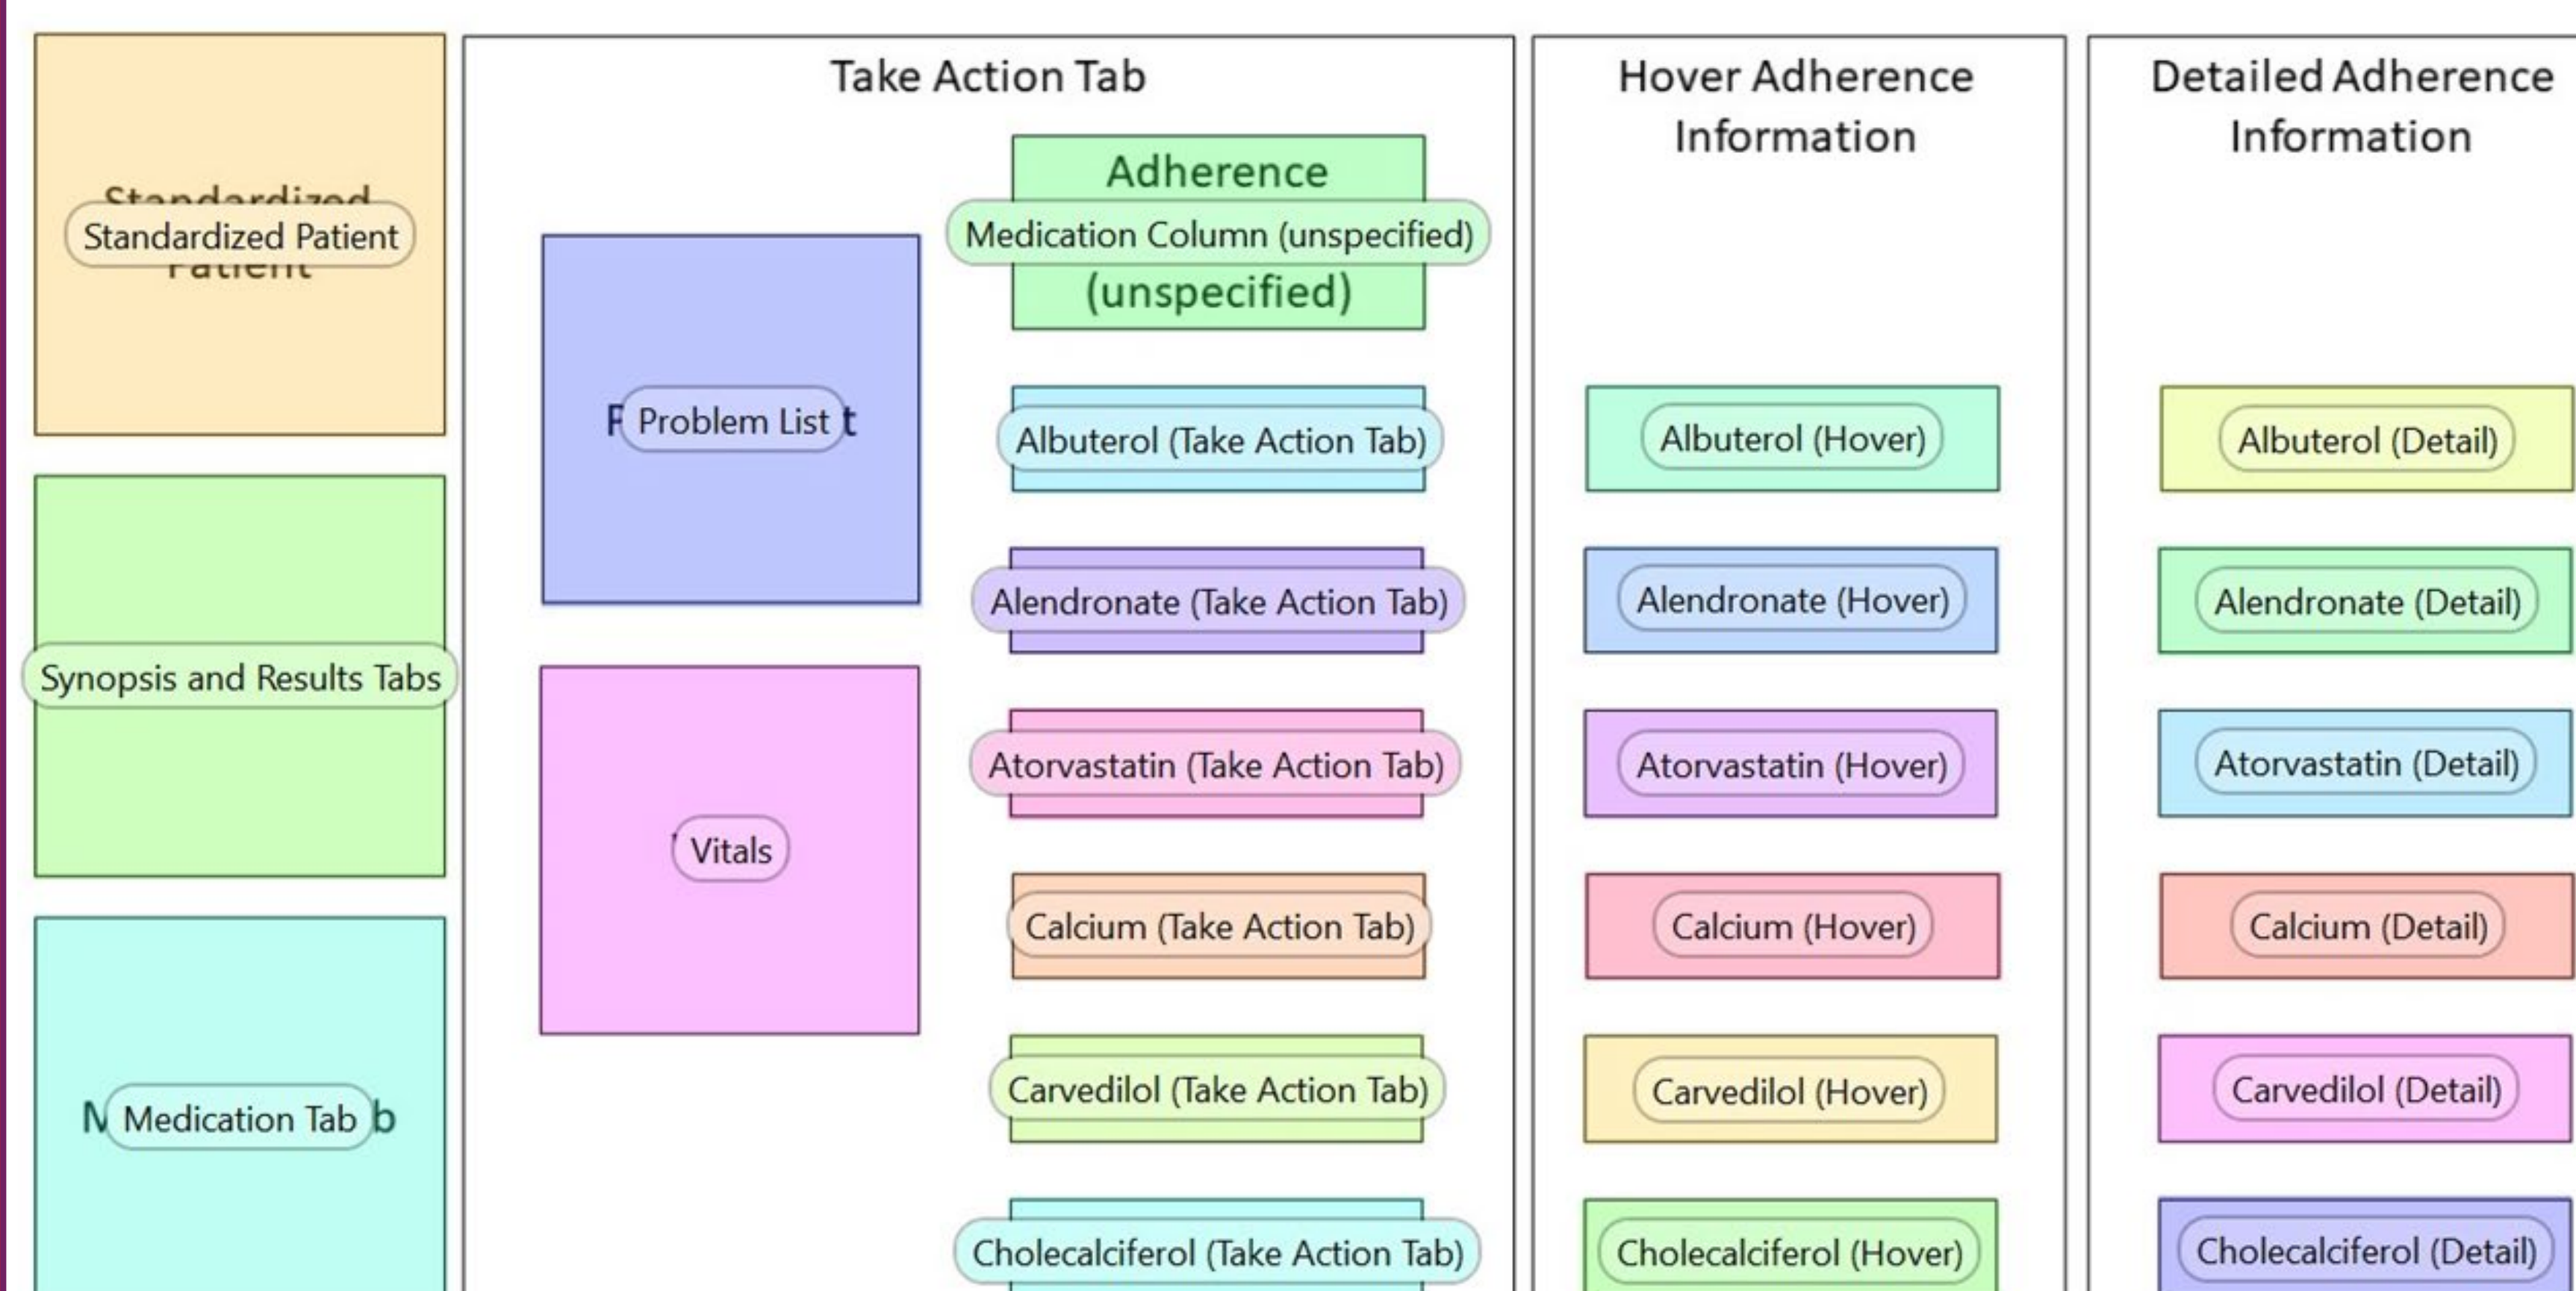 Standardized
Standardized Patient
Patient
Synopsis and Results Tabs
Medication Tab
Take Action Tab
Problem List
Vitals
Adherence
Medication Column (unspecified)
(unspecified)
Albuterol (Take Action Tab)
Alendronate (Take Action Tab)
Atorvastatin (Take Action Tab)
Calcium (Take Action Tab)
Carvedilol (Take Action Tab)
Cholecalciferol (Take Action Tab)
Hover Adherence
Information
Albuterol (Hover)
Alendronate (Hover)
Atorvastatin (Hover)
Calcium (Hover)
Carvedilol (Hover)
Cholecalciferol (Hover)
Detailed Adherence
Information
Albuterol (Detail)
Alendronate (Detail)
Atorvastatin (Detail)
Calcium (Detail)
Carvedilol (Detail)
Cholecalciferol (Detail)